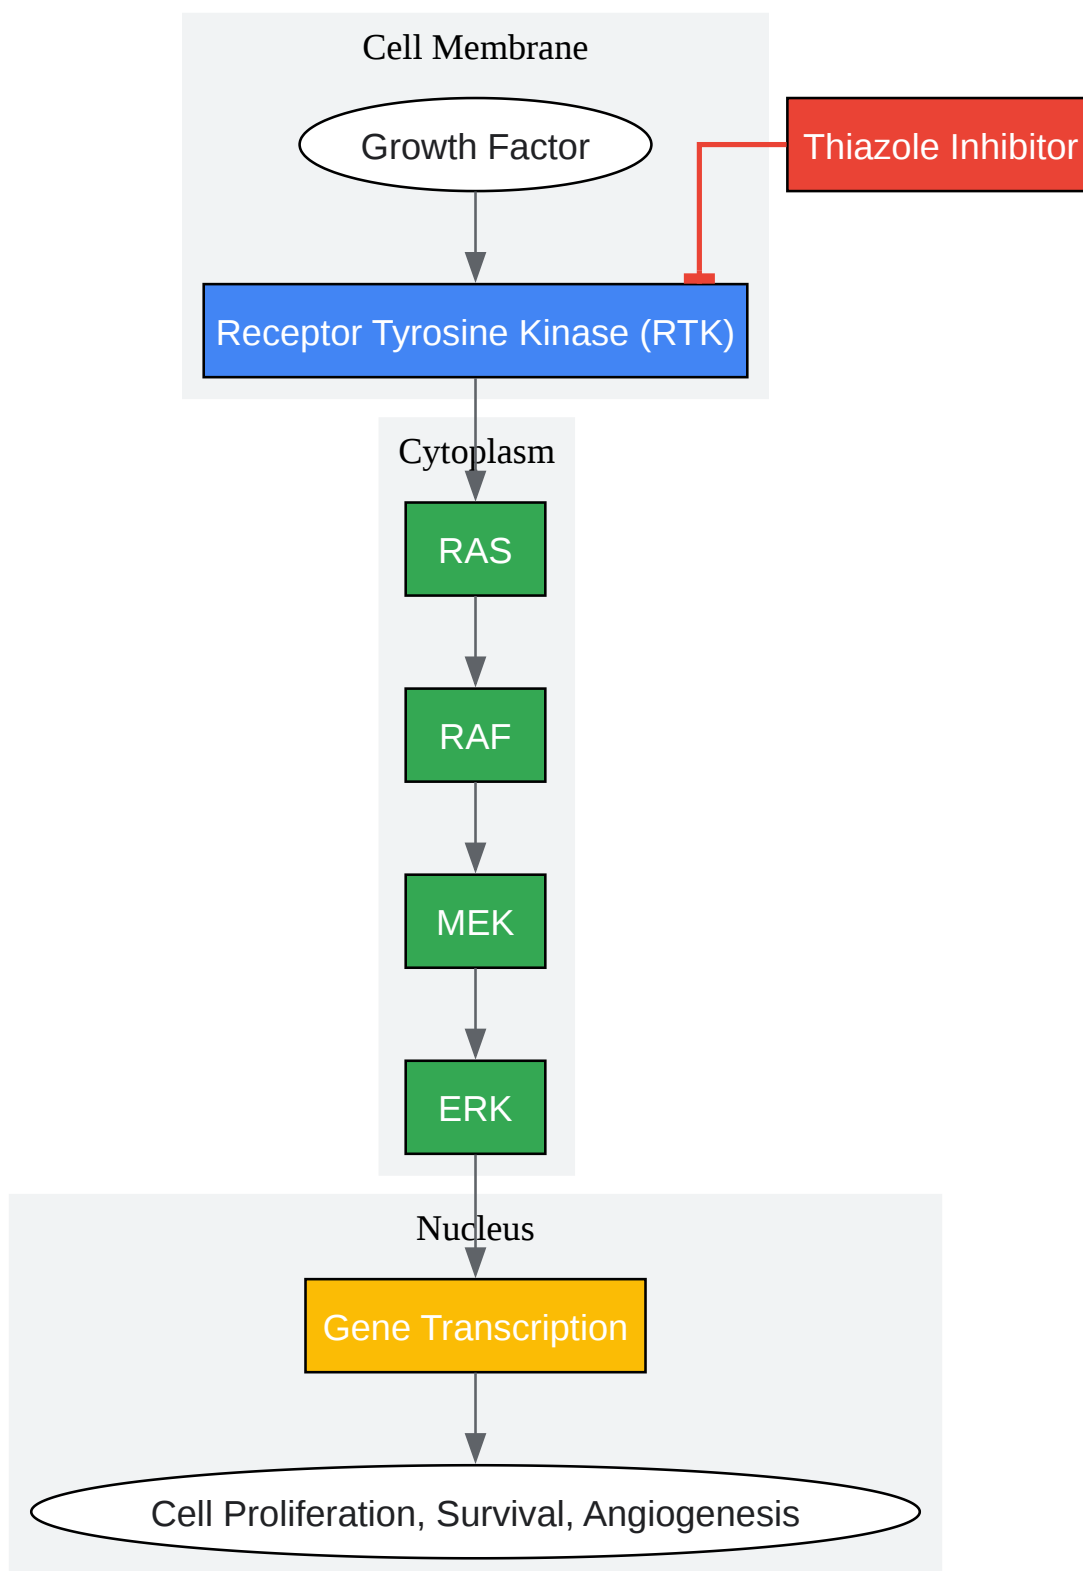 Cell Membrane
Growth Factor
Thiazole Inhibitor
Receptor Tyrosine Kinase (RTK)
Cytoplasm
RAS
RAF
MEK
ERK
Nucleus
Gene Transcription
Cell Proliferation, Survival, Angiogenesis